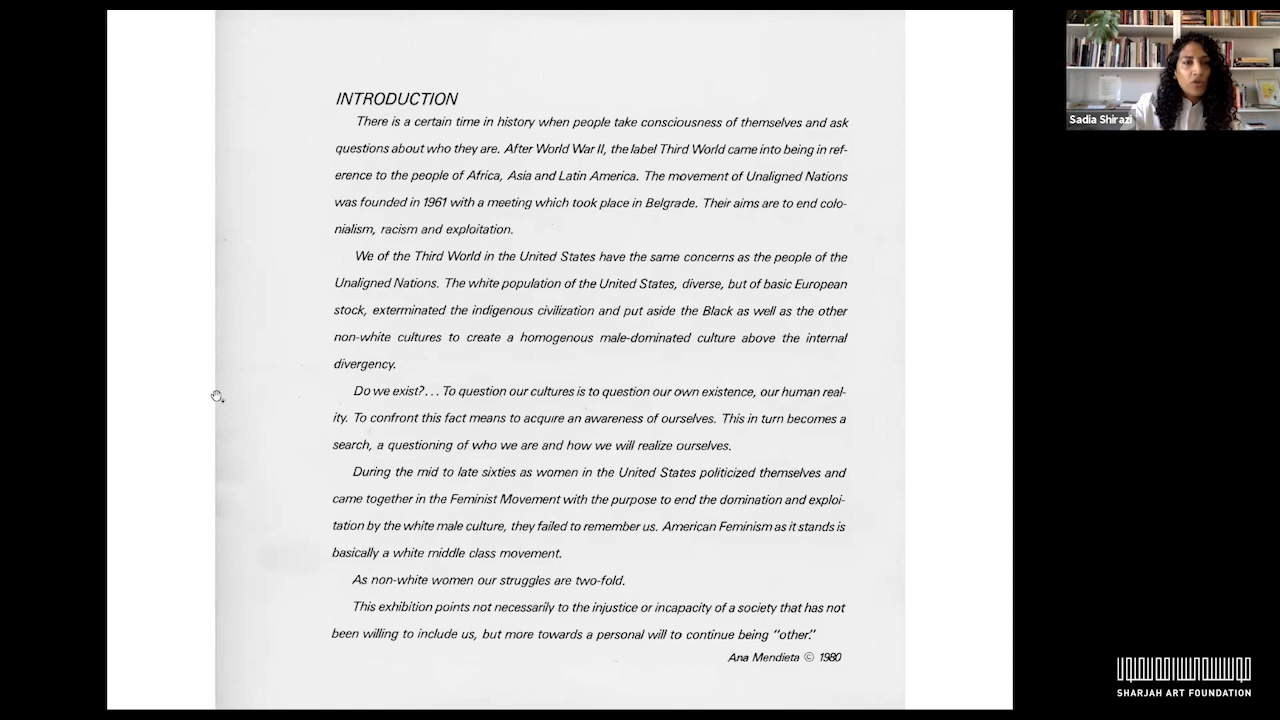 INTRODUCTION
There is a certain time in history when people take consciousness of themselves and ask
questions about who they are. After World War II, the label Third World came into being in ref-
erence to the people of Africa, Asia and Latin America. The movement of Unaligned Nations
was founded in 1961 with a meeting which took place in Belgrade. Their aims are to end colo-
nialism, racism and exploitation.
We of the Third World in the United States have the same concerns as the people of the
Unaligned Nations. The white population of the United States, diverse, but of basic European
stock, exterminated the indigenous civilization and put aside the Black as well as the other
non-white cultures to create a homogenous male-dominated culture above the internal
divergency.
Do we exist?... To question our cultures is to question our own existence, our human real-
ity. To confront this fact means to acquire an awareness of ourselves. This in turn becomes a
search, a questioning of who we are and how we will realize ourselves.
During the mid to late sixties as women in the United States politicized themselves and
came together in the Feminist Movement with the purpose to end the domination and exploi-
tation by the white male culture, they failed to remember us. American Feminism as it stands is
basically a white middle class movement.
As non-white women our struggles are two-fold.
This exhibition points not necessarily to the injustice or incapacity of a society that has not
been willing to include us, but more towards a personal will to continue being "other."
Ana Mendieta © 1980
Sadia Shirazi
SHARJAH ART FOUNDATION